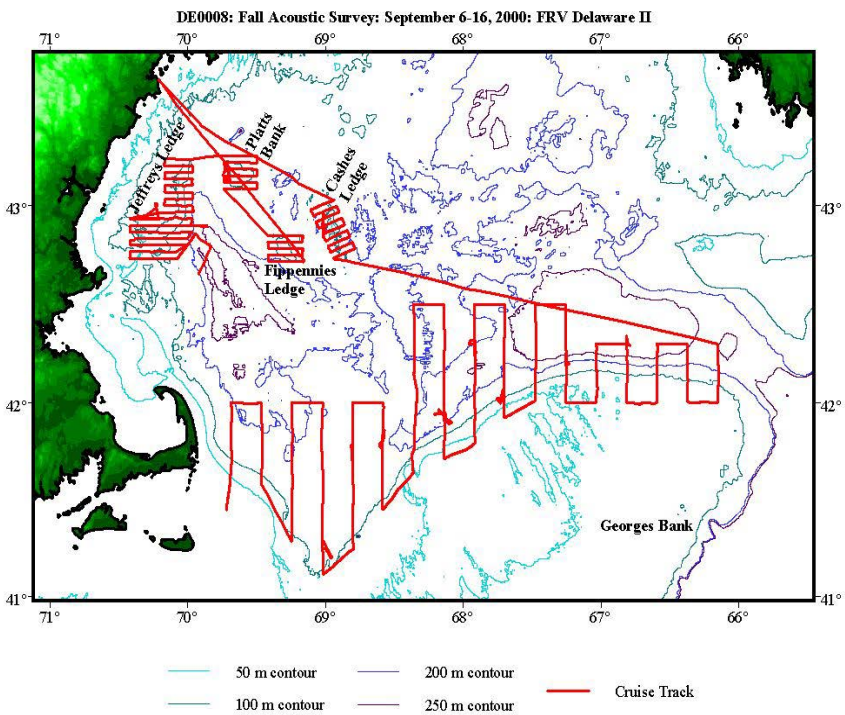 DE0008: Fall Acoustic Survey: September 6-16, 2000: FRV Delaware II
71° 70° 69° 68° 67° 66°
Jeffreys Ledge
Platts
Bank
Cashes
Ledge
43° 43°
Fippennies
Ledge
42° 42°
Georges Bank
41° 41°
71° 70° 69° 68° 67° 66°
50 m contour 200 m contour
100 m contour 250 m contour Cruise Track